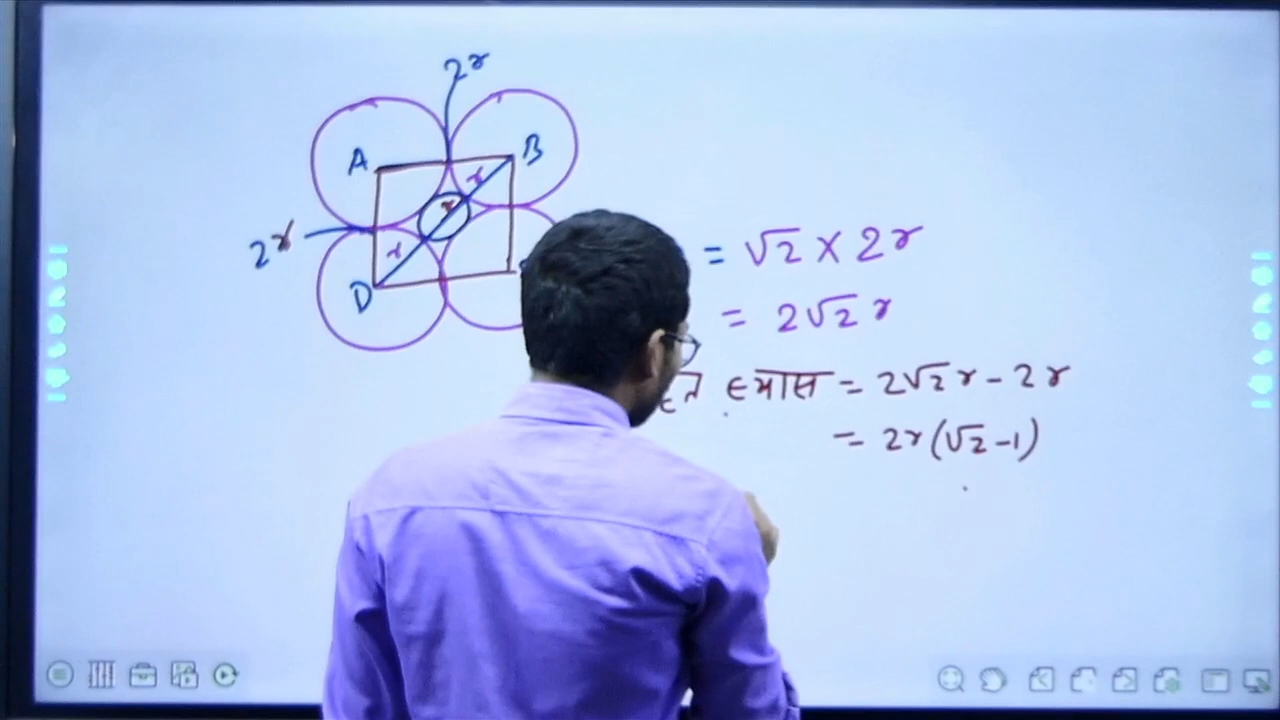 2r
A
B
r
r
r
2r
D
= √2 × 2r
= 2√2 r
व्यास = 2√2 r - 2r
= 2r(√2 - 1)